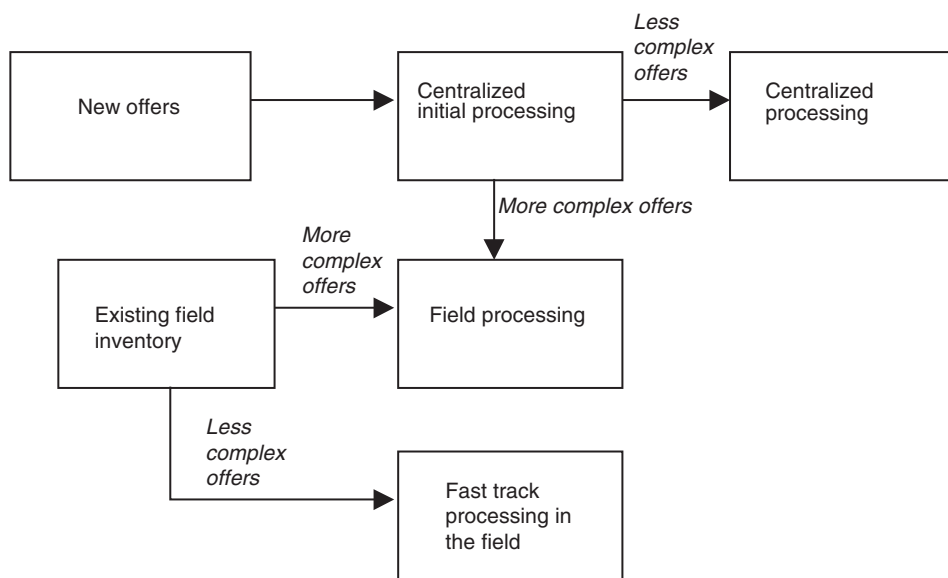 New offers
Centralized
initial processing
Less
complex
offers
Centralized
processing
More complex offers
Existing field
inventory
More
complex
offers
Field processing
Less
complex
offers
Fast track
processing in
the field